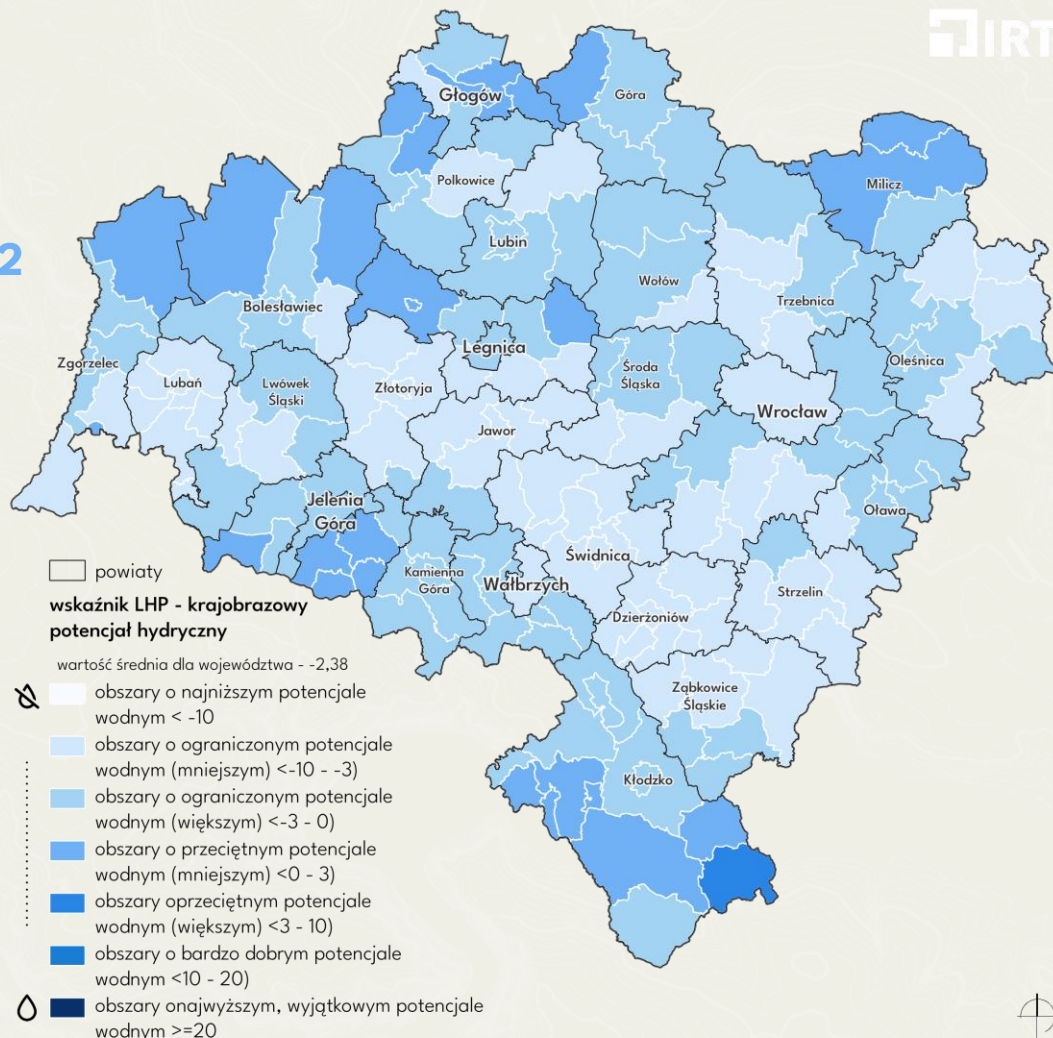 IRT
Głogów
Góra
Milicz
Polkowice
Lubin
2
Wołów
Bolesławiec
Trzebnica
Legnica
Zgorzelec
Oleśnica
Lubań
Lwówek
Śląski
Złotoryja
Środa
Śląska
Wrocław
Jawor
Jelenia
Góra
Oława
Świdnica
Kamienna
Góra
Wałbrzych
Strzelin
Dzierżoniów
Ząbkowice
Śląskie
Kłodzko
powiaty
wskaźnik LHP - krajobrazowy
potencjał hydryczny
wartość średnia dla województwa - -2,38
obszary o najniższym potencjale
wodnym < -10
obszary o ograniczonym potencjale
wodnym (mniejszym) <-10 - -3)
obszary o ograniczonym potencjale
wodnym (większym) <-3 - 0)
obszary o przeciętnym potencjale
wodnym (mniejszym) <0 - 3)
obszary oprzeciętnym potencjale
wodnym (większym) <3 - 10)
obszary o bardzo dobrym potencjale
wodnym <10 - 20)
obszary onajwyższym, wyjątkowym potencjale
wodnym >=20